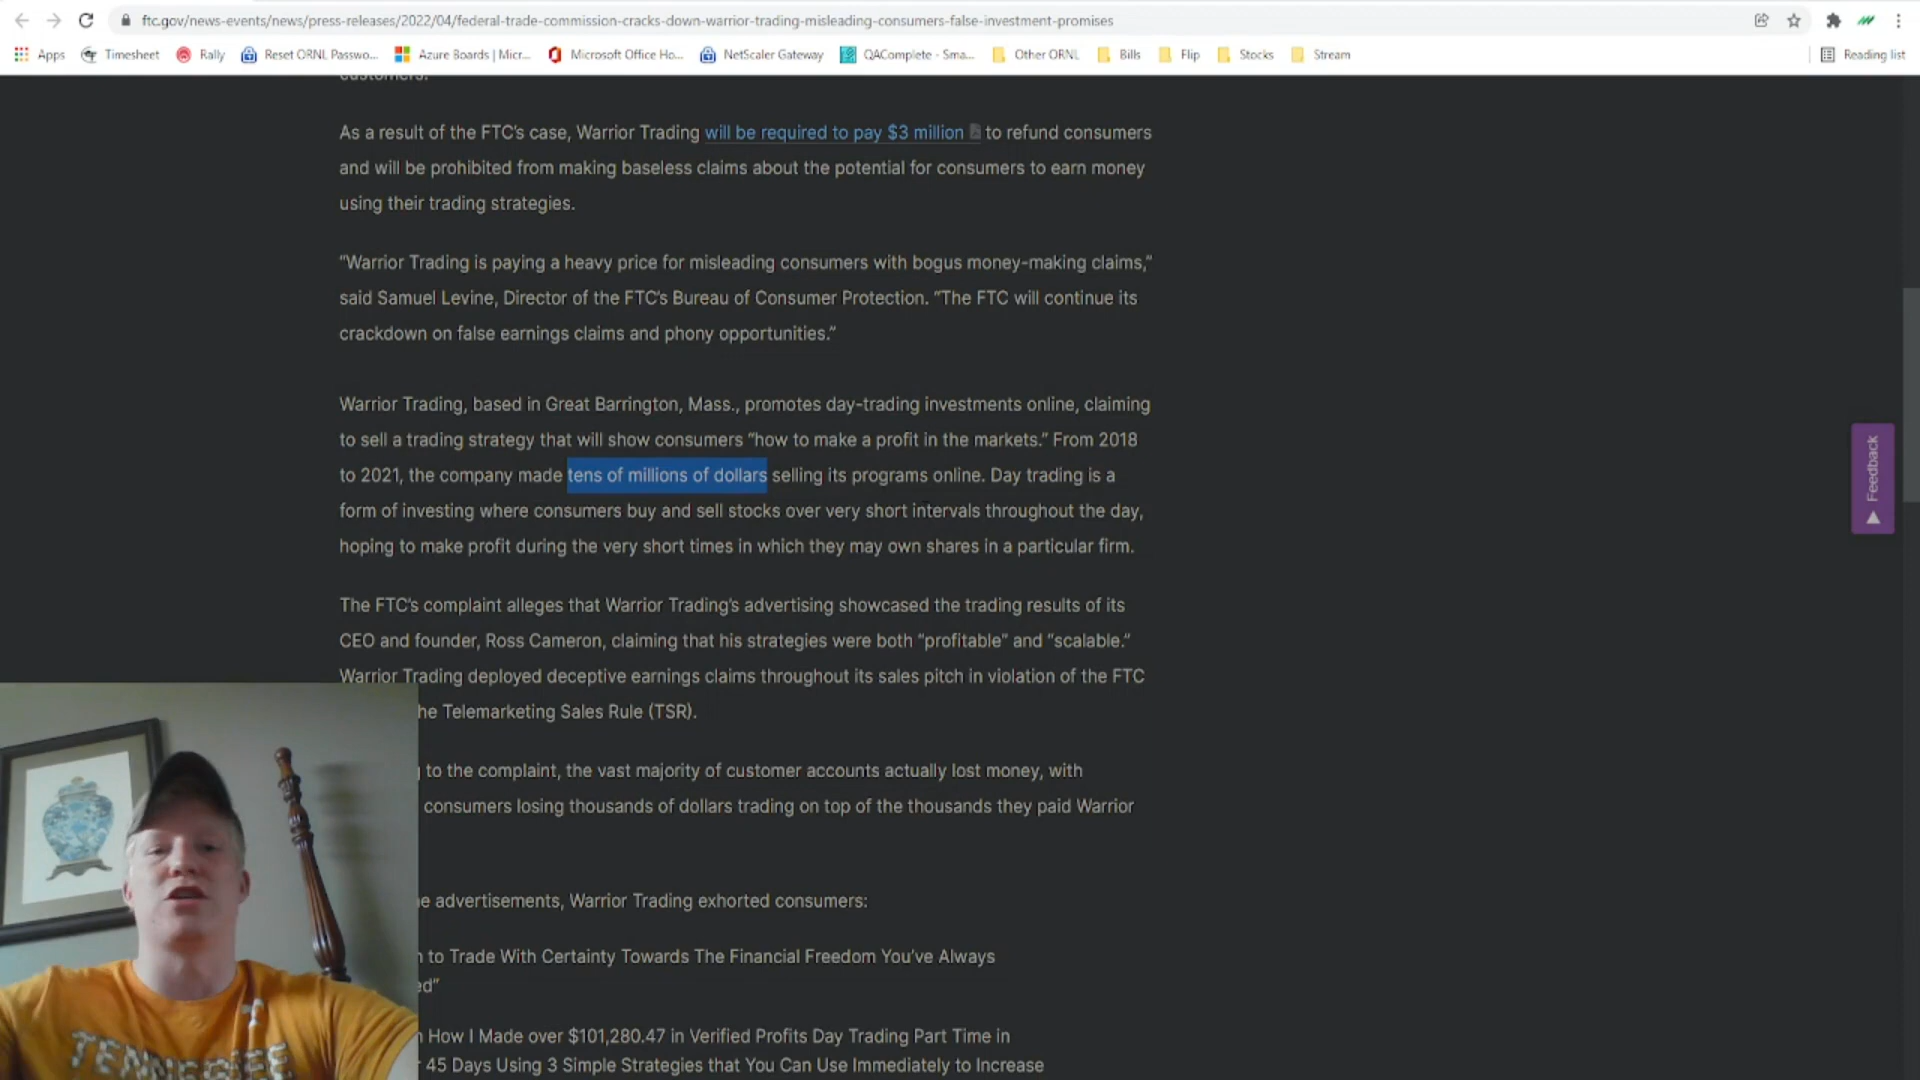 ftc.gov/news-events/news/press-releases/2022/04/federal-trade-commission-cracks-down-warrior-trading-misleading-consumers-false-investment-promises
Apps Timesheet Rally Reset ORNL Passwo... Azure Boards | Micr... Microsoft Office Ho... NetScaler Gateway QAComplete - Sma... Other ORNL Bills Flip Stocks Stream Reading list
customers.
As a result of the FTC's case, Warrior Trading will be required to pay $3 million to refund consumers
and will be prohibited from making baseless claims about the potential for consumers to earn money
using their trading strategies.
“Warrior Trading is paying a heavy price for misleading consumers with bogus money-making claims,”
said Samuel Levine, Director of the FTC's Bureau of Consumer Protection. “The FTC will continue its
crackdown on false earnings claims and phony opportunities.”
Warrior Trading, based in Great Barrington, Mass., promotes day-trading investments online, claiming
to sell a trading strategy that will show consumers “how to make a profit in the markets.” From 2018
to 2021, the company made tens of millions of dollars selling its programs online. Day trading is a
form of investing where consumers buy and sell stocks over very short intervals throughout the day,
hoping to make profit during the very short times in which they may own shares in a particular firm.
Feedback
The FTC's complaint alleges that Warrior Trading's advertising showcased the trading results of its
CEO and founder, Ross Cameron, claiming that his strategies were both “profitable” and “scalable.”
Warrior Trading deployed deceptive earnings claims throughout its sales pitch in violation of the FTC
he Telemarketing Sales Rule (TSR).
to the complaint, the vast majority of customer accounts actually lost money, with
consumers losing thousands of dollars trading on top of the thousands they paid Warrior
e advertisements, Warrior Trading exhorted consumers:
to Trade With Certainty Towards The Financial Freedom You've Always
ed”
How I Made over $101,280.47 in Verified Profits Day Trading Part Time in
45 Days Using 3 Simple Strategies that You Can Use Immediately to Increase
TENNESSEE